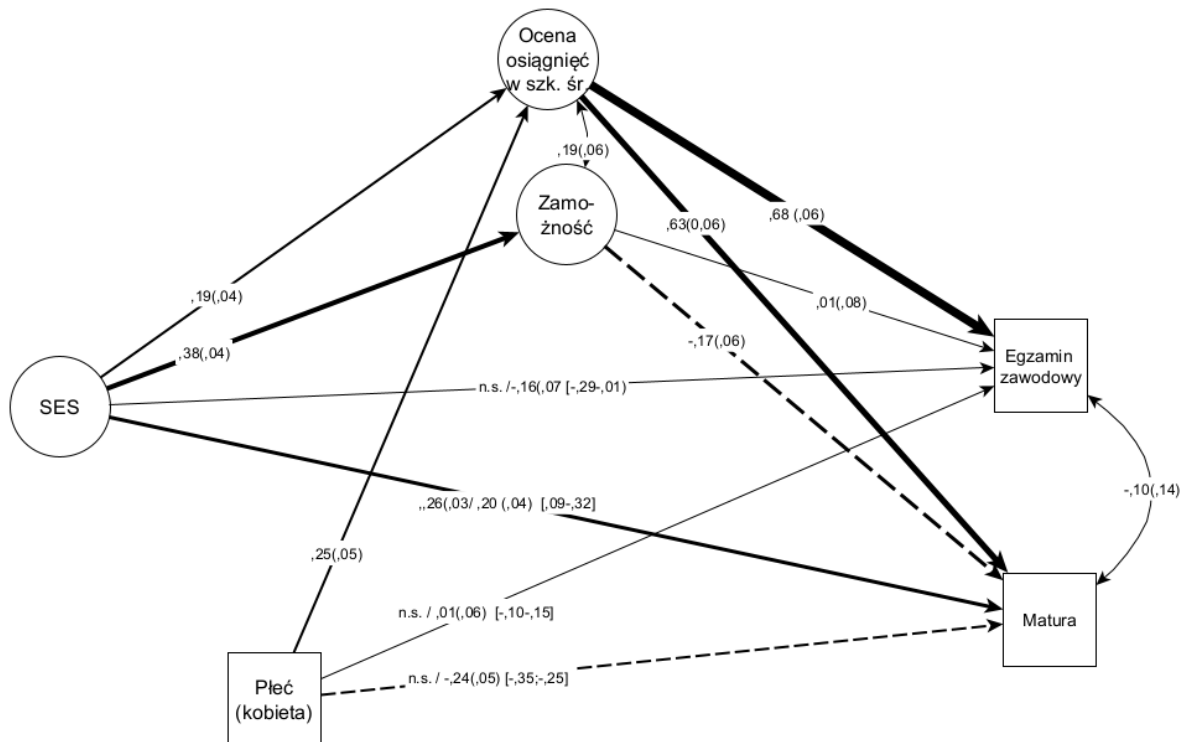 Ocena
osiągnięć
w szk. śr.
,19(,06)
Zamo-
żność
,63(0,06)
,68 (,06)
,19(,04)
,01(,08)
,38(,04)
-,17(,06)
Egzamin
zawodowy
SES
n.s. /-,16(,07 [-,29-,01)
,,26(,03/ ,20 (,04)  [,09-,32]
-,10(,14)
,25(,05)
n.s. / ,01(,06)  [-,10-,15]
Matura
n.s. / -,24(,05) [-,35;-,25]
Płeć
(kobieta)